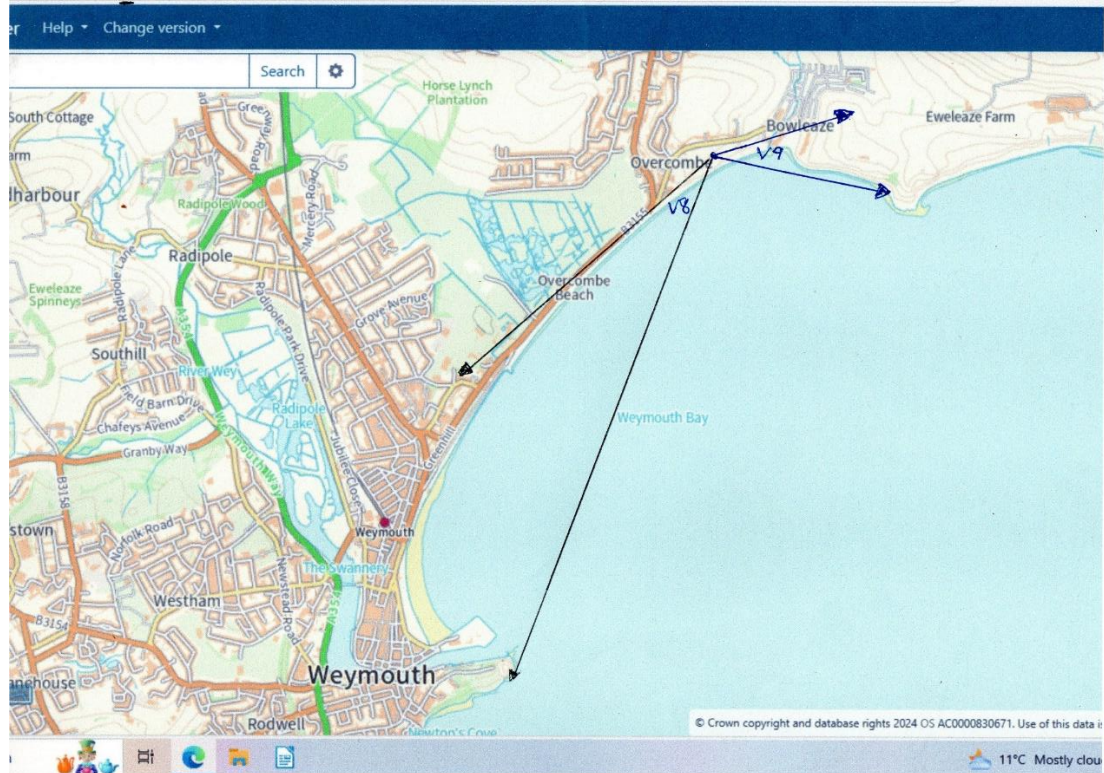 Help Change version
Search
Horse Lynch
Plantation
South Cottage
Greenway Road
Bowleaze
Eweleaze Farm
V9
Overcombe
V8
Mercery Road
Radipole Wood
B3155
Radipole Lane
Radipole
Overcombe
Beach
Eweleaze
Spinneys
A354
Radipole Park Drive
Grove Avenue
Southill
River Wey
Field Barn Drive
Radipole
Lake
Weymouth Bay
Chafeys Avenue
Weymouth Way
Granby Way
Jubilee Close
Greenhill
B3158
Norfolk Road
Weymouth
The Swannery
Newstead Road
Westham
A354
B3154
Weymouth
Rodwell
Newton's Cove
© Crown copyright and database rights 2024 OS AC0000830671. Use of this data is
11°C Mostly clou